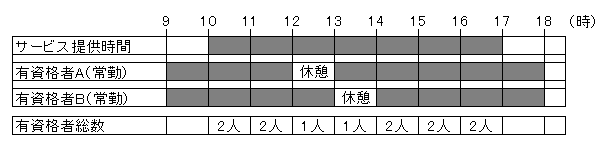 9 10 11 12 13 14 15 16 17 18 (時)
サービス提供時間
有資格者A(常勤) 休憩
有資格者B(常勤) 休憩
有資格者総数 2人 2人 1人 1人 2人 2人 2人